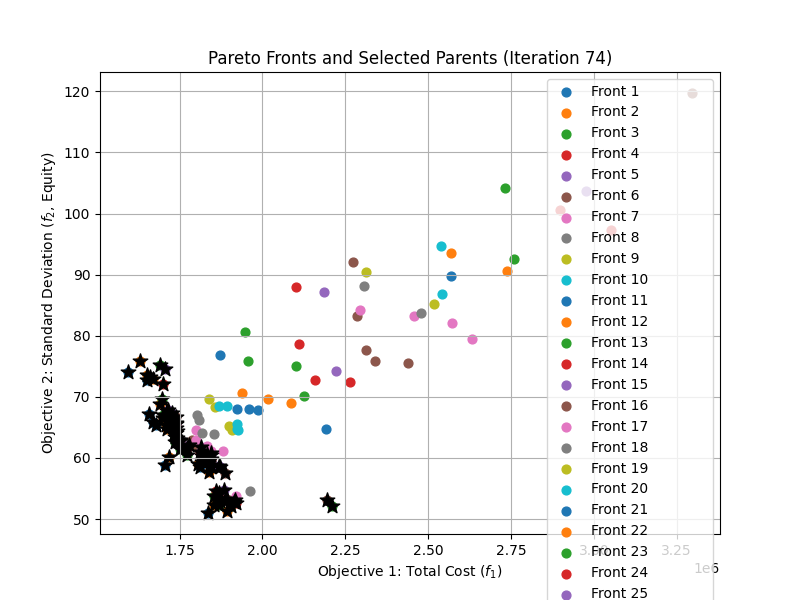 Pareto Fronts and Selected Parents (Iteration 74)
Objective 2: Standard Deviation (f₂, Equity)
120
110
100
90
80
70
60
50
1.75
2.00
2.25
2.50
2.75
3.00
3.25
1e6
Objective 1: Total Cost (f₁)
Front 1
Front 2
Front 3
Front 4
Front 5
Front 6
Front 7
Front 8
Front 9
Front 10
Front 11
Front 12
Front 13
Front 14
Front 15
Front 16
Front 17
Front 18
Front 19
Front 20
Front 21
Front 22
Front 23
Front 24
Front 25